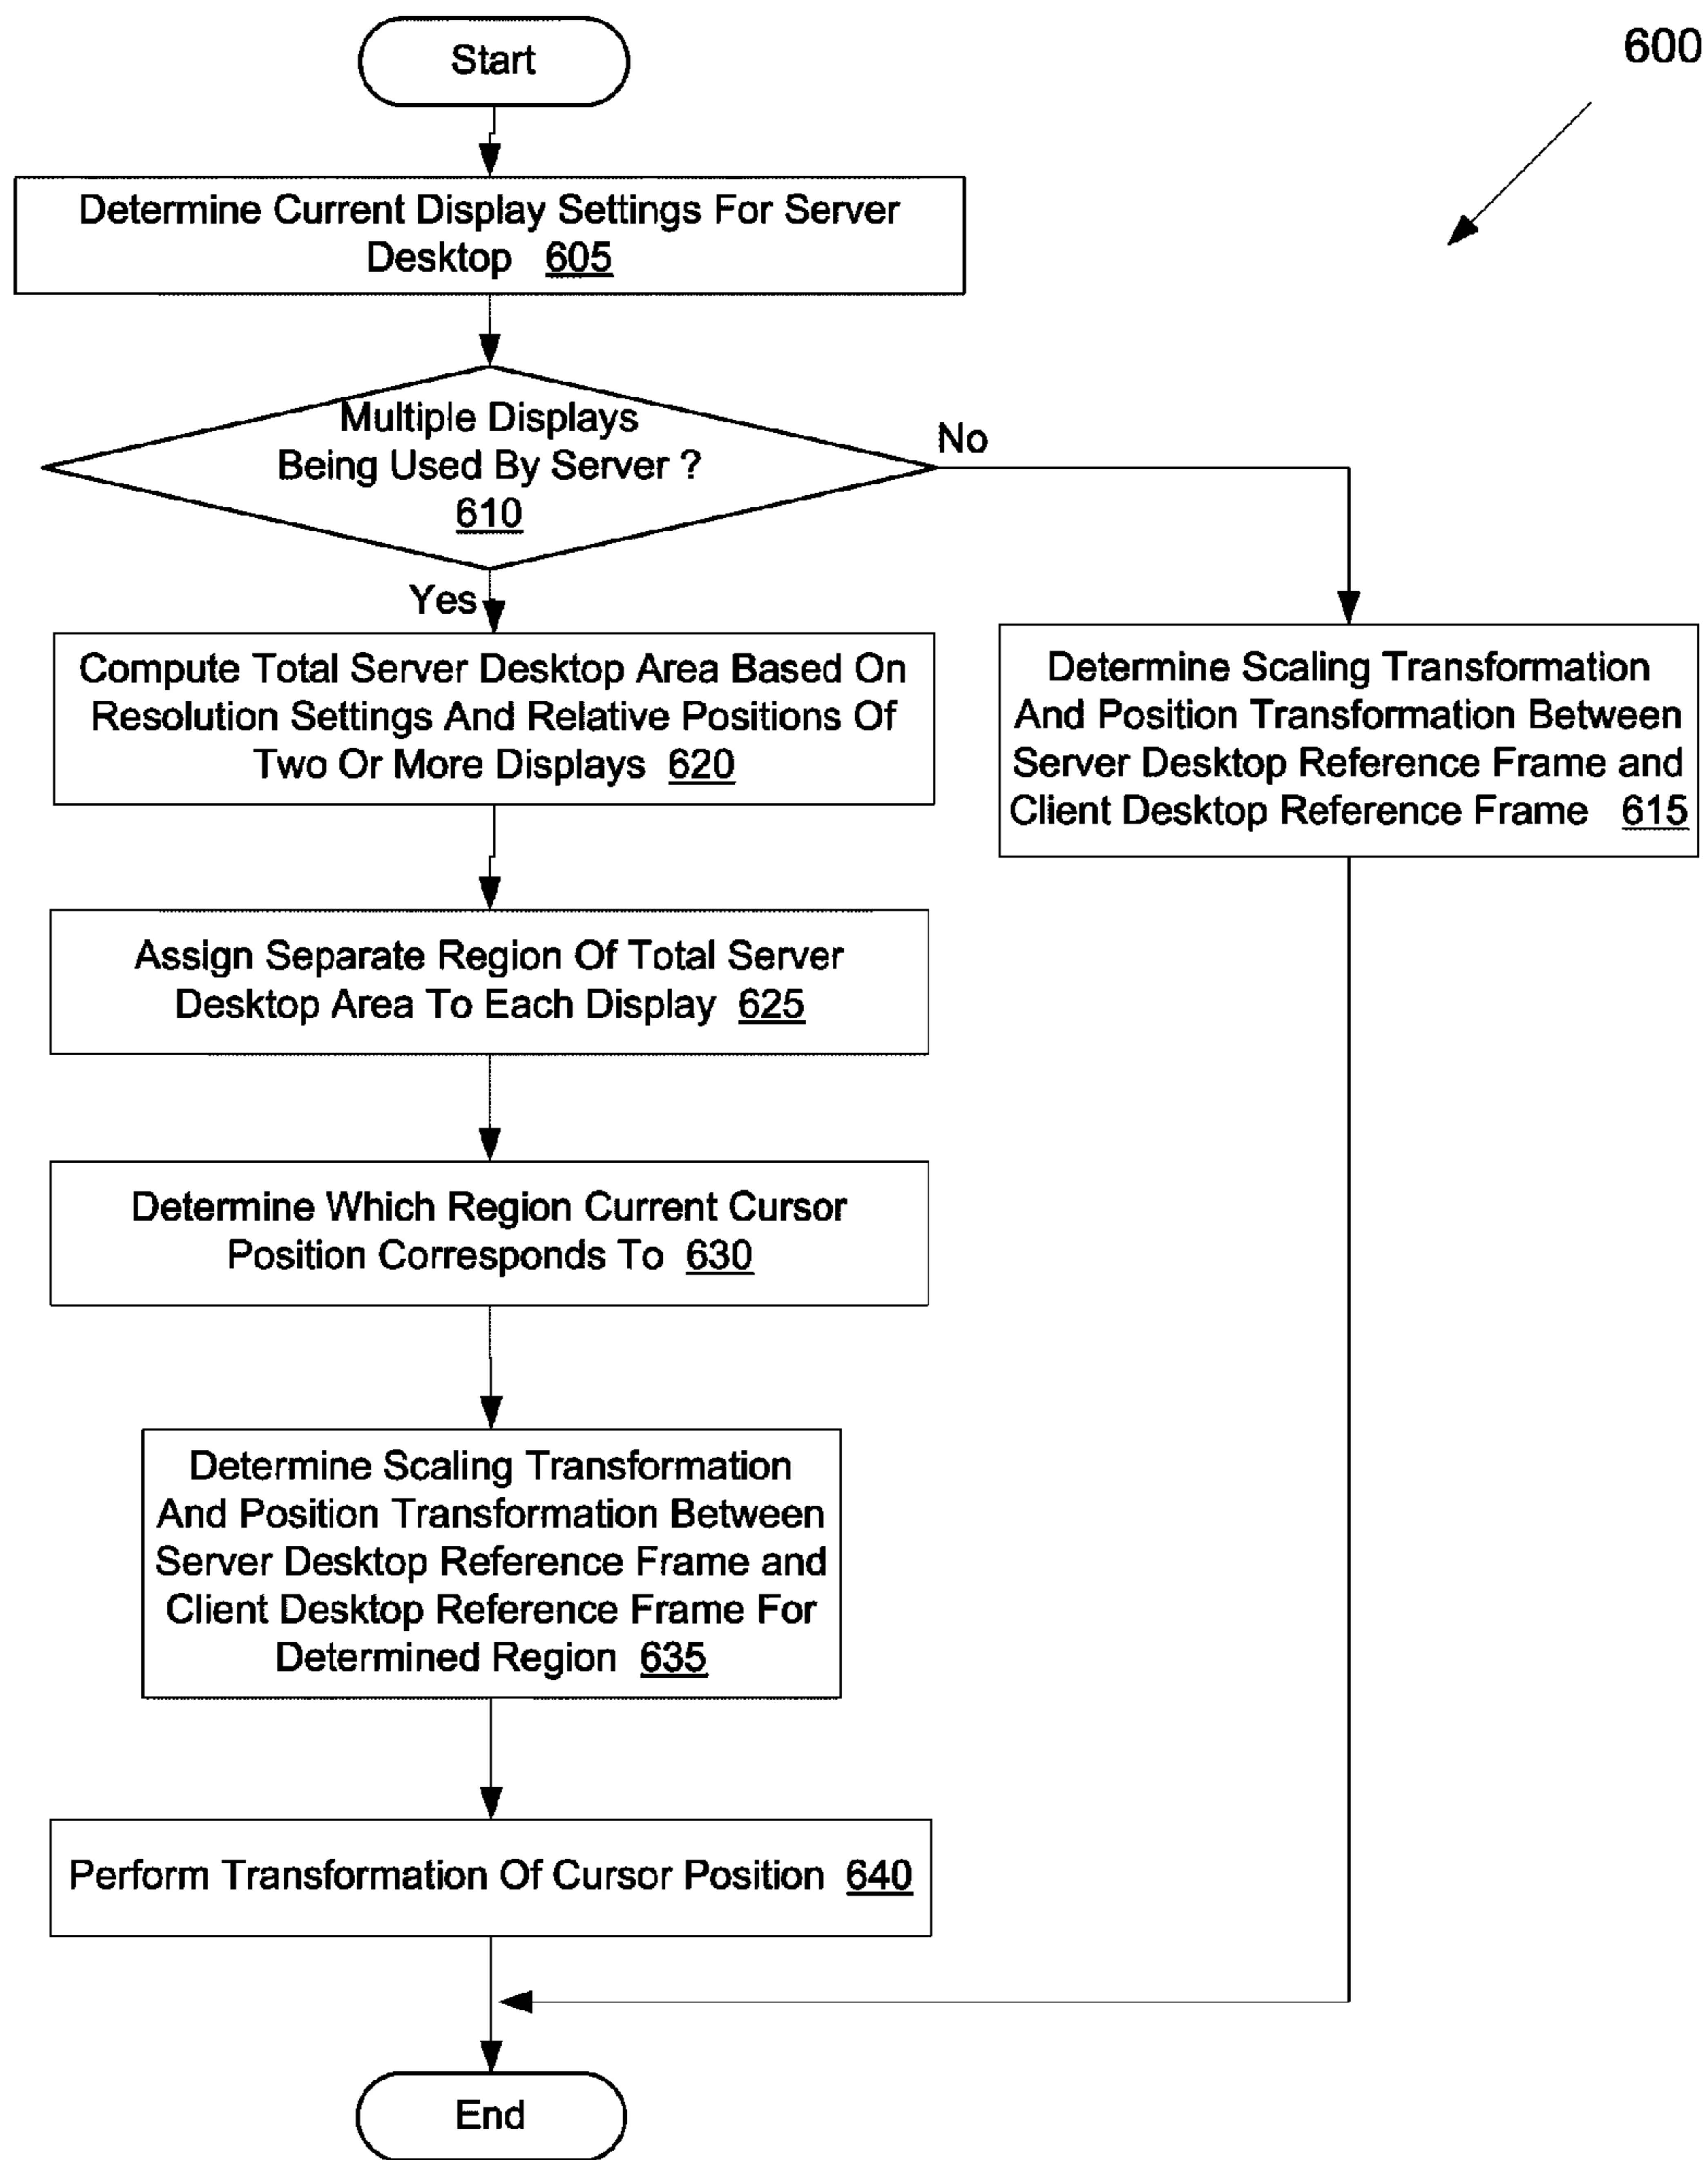 Start
600
Determine Current Display Settings For Server
Desktop 605
Multiple Displays
Being Used By Server ?
610
No
Yes
Compute Total Server Desktop Area Based On
Resolution Settings And Relative Positions Of
Two Or More Displays 620
Determine Scaling Transformation
And Position Transformation Between
Server Desktop Reference Frame and
Client Desktop Reference Frame 615
Assign Separate Region Of Total Server
Desktop Area To Each Display 625
Determine Which Region Current Cursor
Position Corresponds To 630
Determine Scaling Transformation
And Position Transformation Between
Server Desktop Reference Frame and
Client Desktop Reference Frame For
Determined Region 635
Perform Transformation Of Cursor Position 640
End